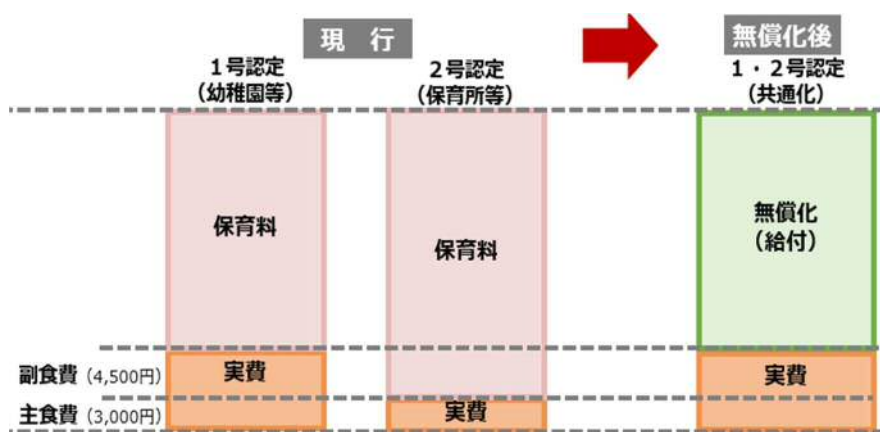 現 行
無償化後
1号認定
(幼稚園等)
2号認定
(保育所等)
1・2号認定
(共通化)
保育料
保育料
無償化
(給付)
副食費 (4,500円)
実費
実費
主食費 (3,000円)
実費